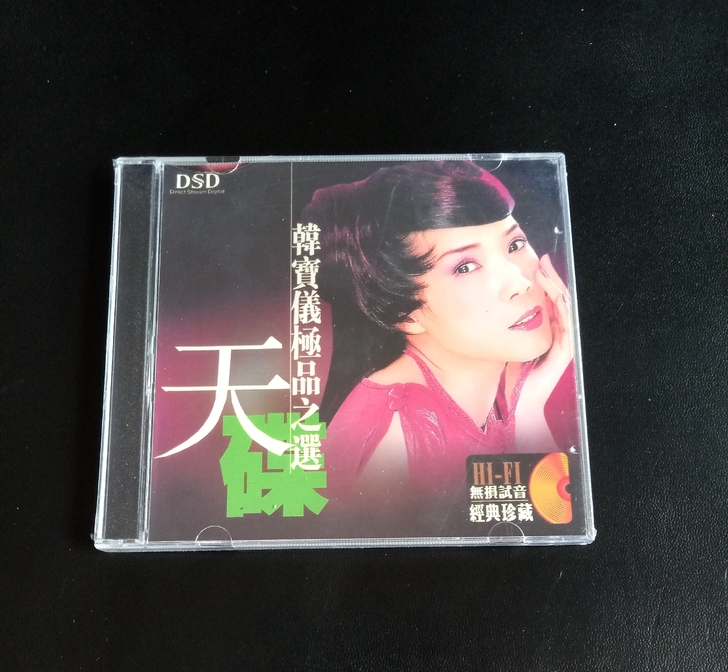 DSD
Direct Stream Digital
韓寶儀極品之選
天碟
HI-FI
無損試音
經典珍藏